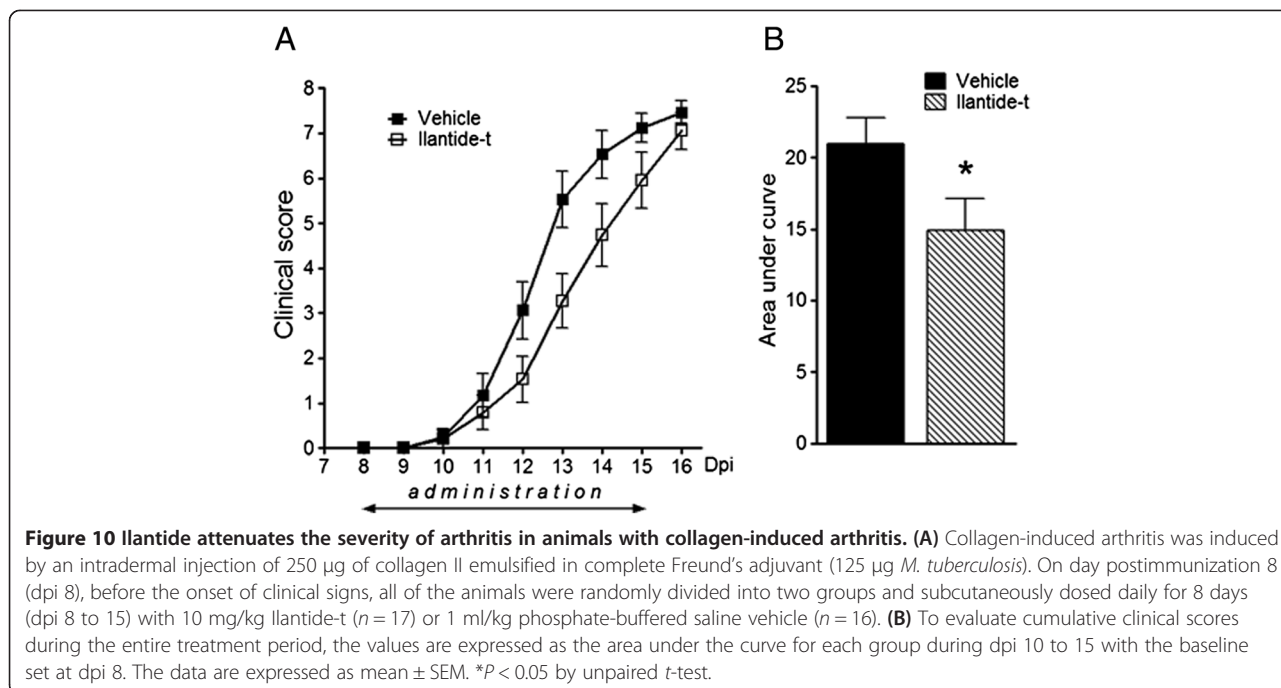 A
B
8
7
6
5
4
3
2
1
0
Clinical score
Vehicle
Ilantide-t
7 8 9 10 11 12 13 14 15 16 Dpi
administration
Vehicle
Ilantide-t
25
20
15
10
5
0
Area under curve
*
Figure 10 Ilantide attenuates the severity of arthritis in animals with collagen-induced arthritis. (A) Collagen-induced arthritis was induced
by an intradermal injection of 250 μg of collagen II emulsified in complete Freund's adjuvant (125 μg M. tuberculosis). On day postimmunization 8
(dpi 8), before the onset of clinical signs, all of the animals were randomly divided into two groups and subcutaneously dosed daily for 8 days
(dpi 8 to 15) with 10 mg/kg Ilantide-t (n = 17) or 1 ml/kg phosphate-buffered saline vehicle (n = 16). (B) To evaluate cumulative clinical scores
during the entire treatment period, the values are expressed as the area under the curve for each group during dpi 10 to 15 with the baseline
set at dpi 8. The data are expressed as mean ± SEM. *P < 0.05 by unpaired t-test.